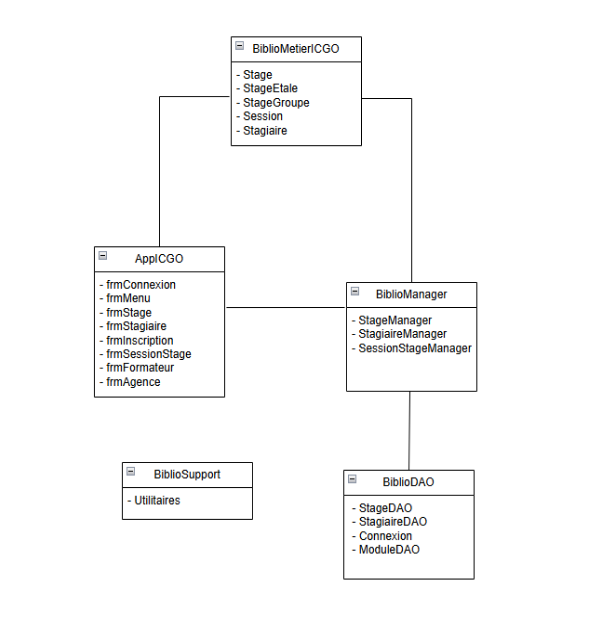 BiblioMetierICGO
- Stage
- StageEtale
- StageGroupe
- Session
- Stagiaire
AppICGO
- frmConnexion
- frmMenu
- frmStage
- frmStagiaire
- frmInscription
- frmSessionStage
- frmFormateur
- frmAgence
BiblioManager
- StageManager
- StagiaireManager
- SessionStageManager
BiblioSupport
- Utilitaires
BiblioDAO
- StageDAO
- StagiaireDAO
- Connexion
- ModuleDAO